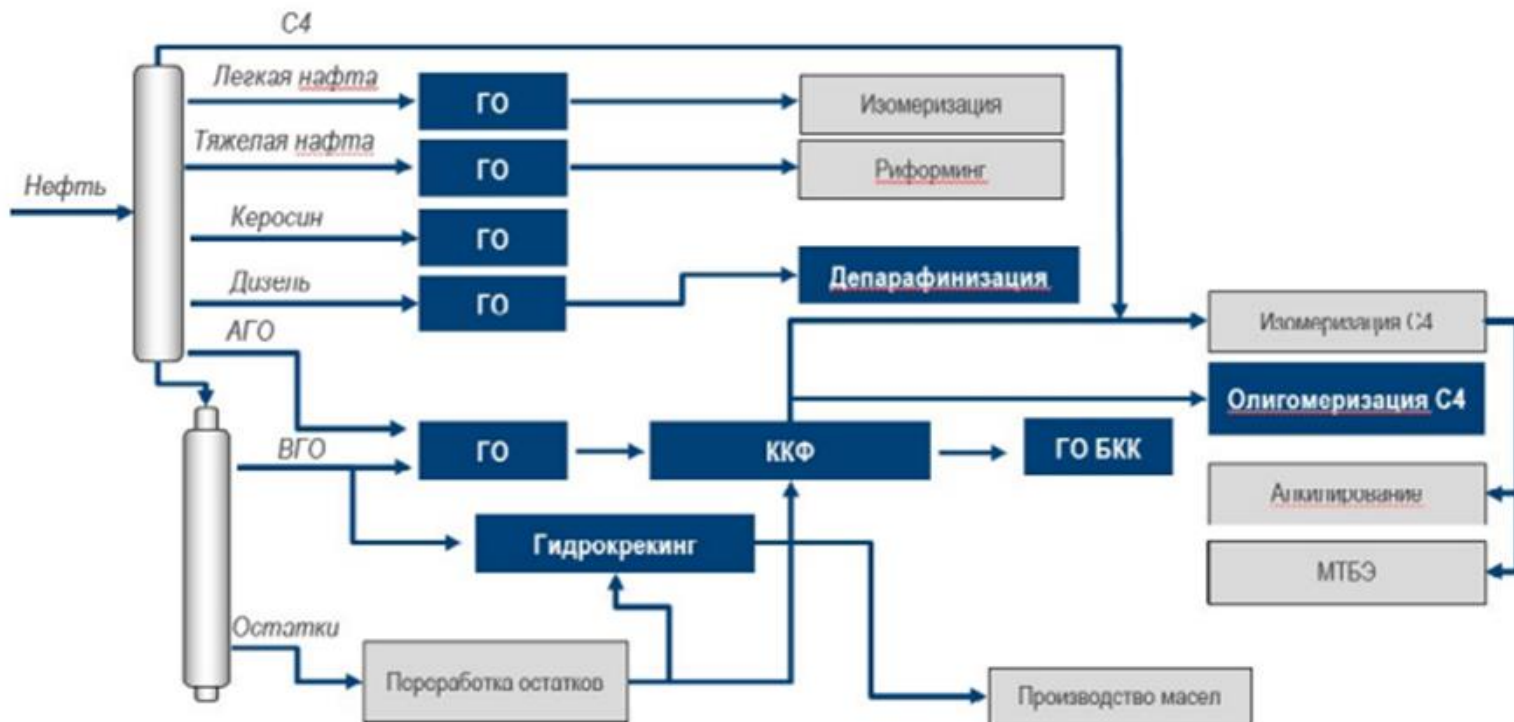 C4
Легкая нафта
ГО
Изомеризация
Тяжелая нафта
ГО
Риформинг
Нефть
Керосин
ГО
Дизель
ГО
Депарафинизация
АГО
Изомеризация С4
Олигомеризация С4
ВГО
ГО
ККФ
ГО БКК
Алкилирование
Гидрокрекинг
МТБЭ
Остатки
Переработка остатков
Производство масел